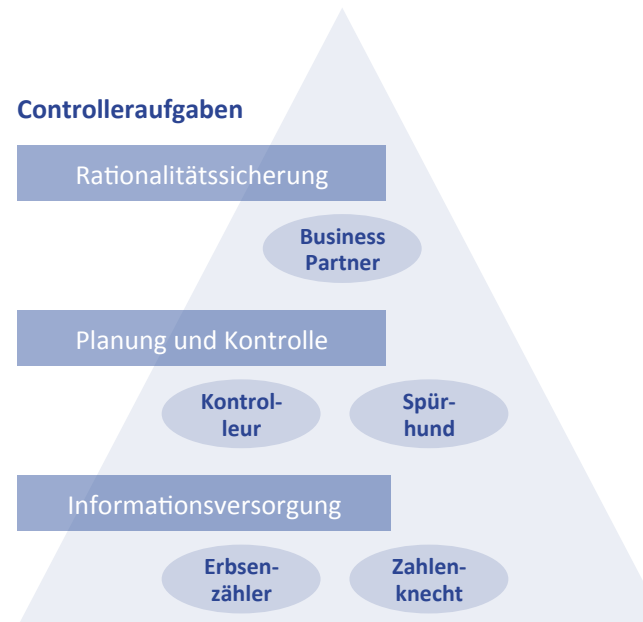 Controlleraufgaben
Rationalitätssicherung
Business
Partner
Planung und Kontrolle
Kontrol-
leur
Spür-
hund
Informationsversorgung
Erbsen-
zähler
Zahlen-
knecht